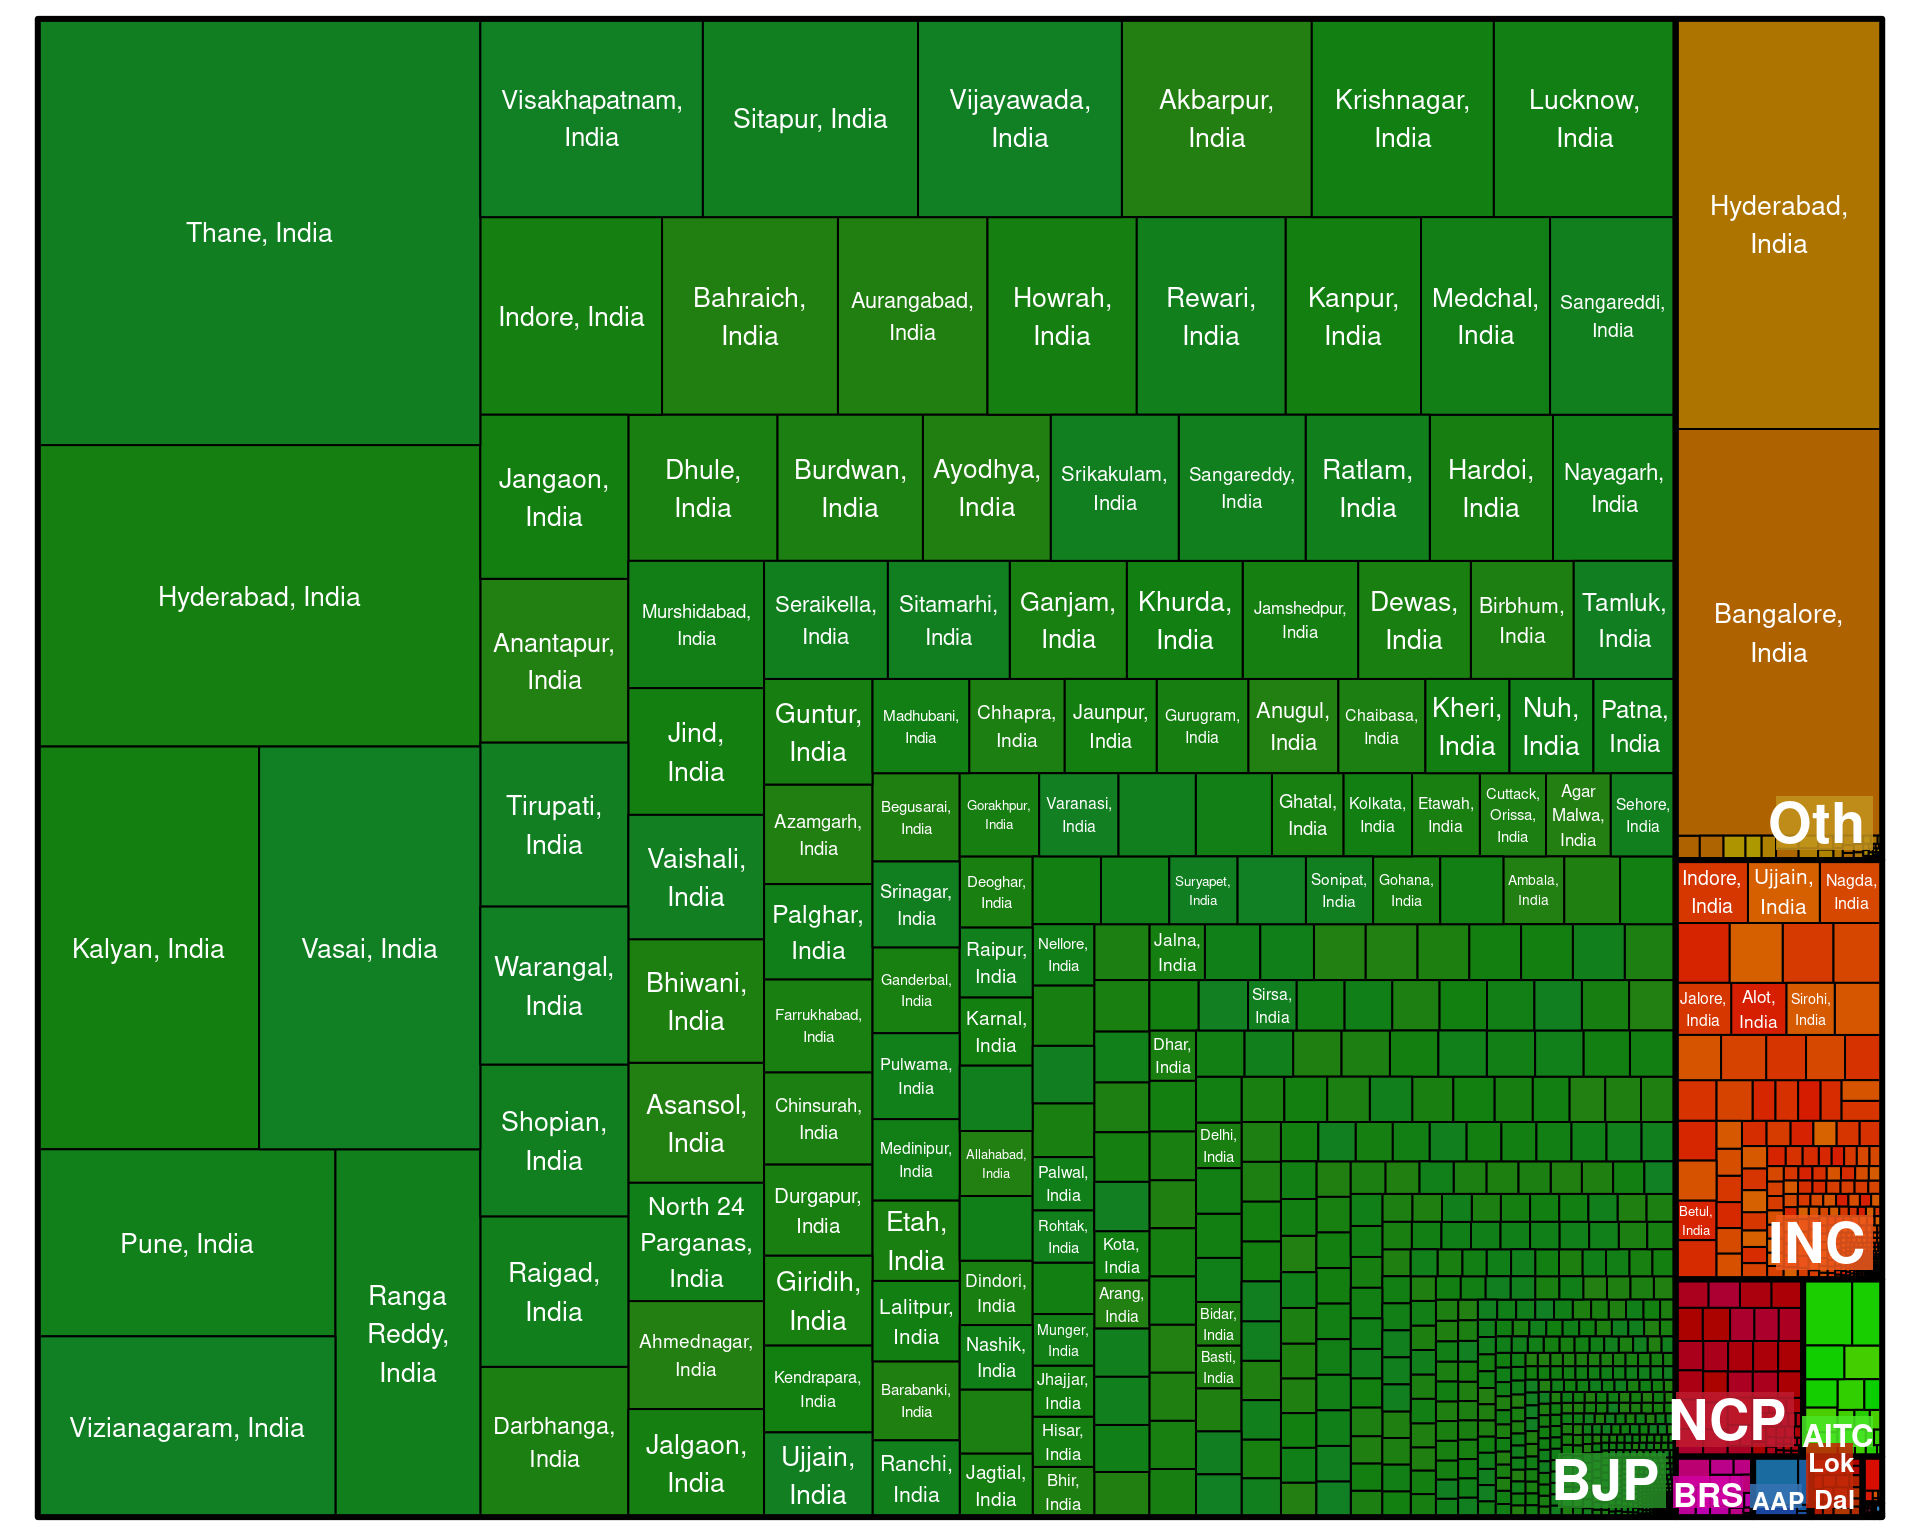 Thane, India
Hyderabad, India
Kalyan, India
Vasai, India
Pune, India
Vizianagaram, India
Ranga
Reddy,
India
Visakhapatnam,
India
Sitapur, India
Vijayawada,
India
Akbarpur,
India
Krishnagar,
India
Lucknow,
India
Indore, India
Bahraich,
India
Aurangabad,
India
Howrah,
India
Rewari,
India
Kanpur,
India
Medchal,
India
Sangareddi,
India
Jangaon,
India
Anantapur,
India
Tirupati,
India
Warangal,
India
Shopian,
India
Raigad,
India
Darbhanga,
India
Dhule,
India
Burdwan,
India
Ayodhya,
India
Srikakulam,
India
Sangareddy,
India
Ratlam,
India
Hardoi,
India
Nayagarh,
India
Murshidabad,
India
Jind,
India
Vaishali,
India
Bhiwani,
India
Asansol,
India
North 24
Parganas,
India
Ahmednagar,
India
Jalgaon,
India
Seraikella,
India
Sitamarhi,
India
Ganjam,
India
Khurda,
India
Jamshedpur,
India
Dewas,
India
Birbhum,
India
Tamluk,
India
Guntur,
India
Azamgarh,
India
Palghar,
India
Farrukhabad,
India
Chinsurah,
India
Durgapur,
India
Giridih,
India
Kendrapara,
India
Ujjain,
India
Madhubani,
India
Chhapra,
India
Jaunpur,
India
Gurugram,
India
Anugul,
India
Chaibasa,
India
Kheri,
India
Nuh,
India
Patna,
India
Begusarai,
India
Srinagar,
India
Ganderbal,
India
Pulwama,
India
Medinipur,
India
Etah,
India
Lalitpur,
India
Barabanki,
India
Ranchi,
India
Gorakhpur,
India
Varanasi,
India
Ghatal,
India
Kolkata,
India
Etawah,
India
Cuttack,
Orissa,
India
Agar
Malwa,
India
Sehore,
India
Deoghar,
India
Raipur,
India
Karnal,
India
Allahabad,
India
Dindori,
India
Nashik,
India
Jagtial,
India
Suryapet,
India
Sonipat,
India
Gohana,
India
Ambala,
India
Nellore,
India
Palwal,
India
Rohtak,
India
Munger,
India
Jhajjar,
India
Hisar,
India
Bhir,
India
Jalna,
India
Sirsa,
India
Dhar,
India
Kota,
India
Arang,
India
Delhi,
India
Bidar,
India
Basti,
India
BJP
Hyderabad,
India
Bangalore,
India
Oth
Indore,
India
Ujjain,
India
Nagda,
India
Jalore,
India
Alot,
India
Sirohi,
India
Betul,
India
INC
NCP
AITC
BRS
AAP
Lok
Dal